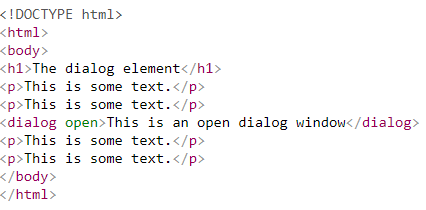 <!DOCTYPE html>
<html>
<body>
<h1>The dialog element</h1>
<p>This is some text.</p>
<p>This is some text.</p>
<dialog open>This is an open dialog window</dialog>
<p>This is some text.</p>
<p>This is some text.</p>
</body>
</html>